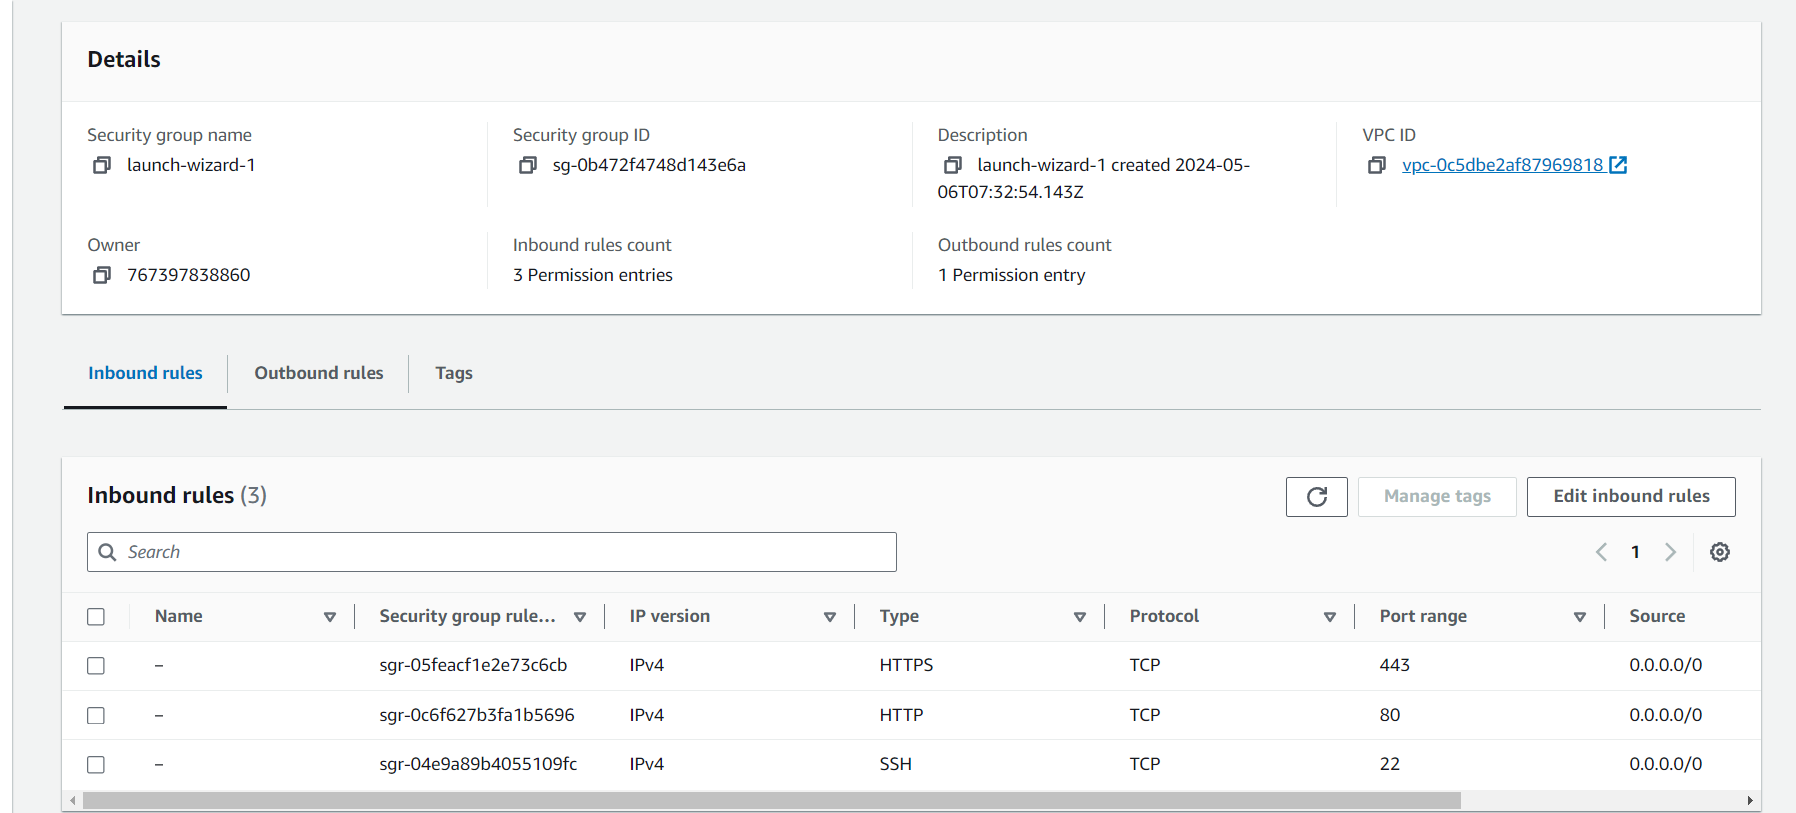 Details
Security group name
launch-wizard-1
Security group ID
sg-0b472f4748d143e6a
Description
launch-wizard-1 created 2024-05-
06T07:32:54.143Z
VPC ID
vpc-0c5dbe2af87969818
Owner
767397838860
Inbound rules count
3 Permission entries
Outbound rules count
1 Permission entry
Inbound rules Outbound rules Tags
Inbound rules (3)
Manage tags Edit inbound rules
Search
1
Name Security group rule... IP version Type Protocol Port range Source
– sgr-05feacf1e2e73c6cb IPv4 HTTPS TCP 443 0.0.0.0/0
– sgr-0c6f627b3fa1b5696 IPv4 HTTP TCP 80 0.0.0.0/0
– sgr-04e9a89b4055109fc IPv4 SSH TCP 22 0.0.0.0/0